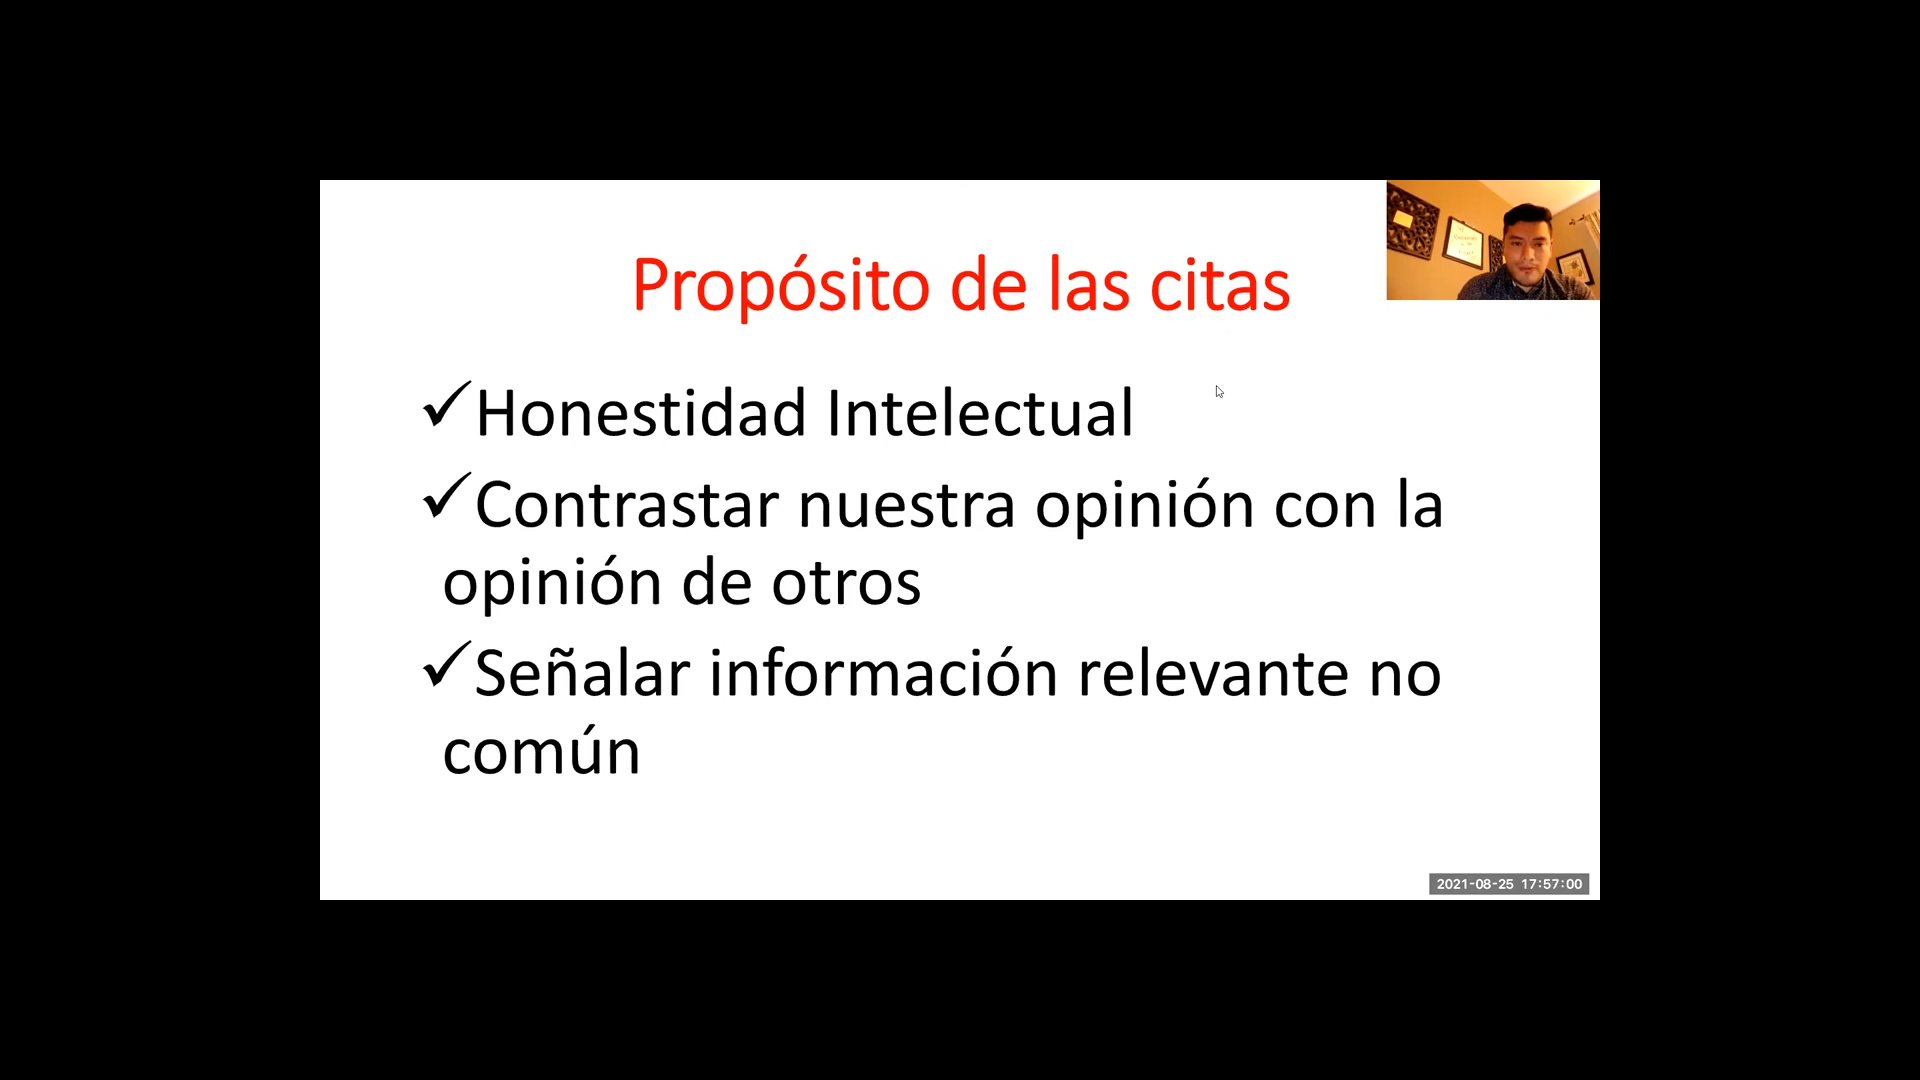 Propósito de las citas
✓Honestidad Intelectual
✓Contrastar nuestra opinión con la
opinión de otros
✓Señalar información relevante no
común
2021-08-25 17:57:00